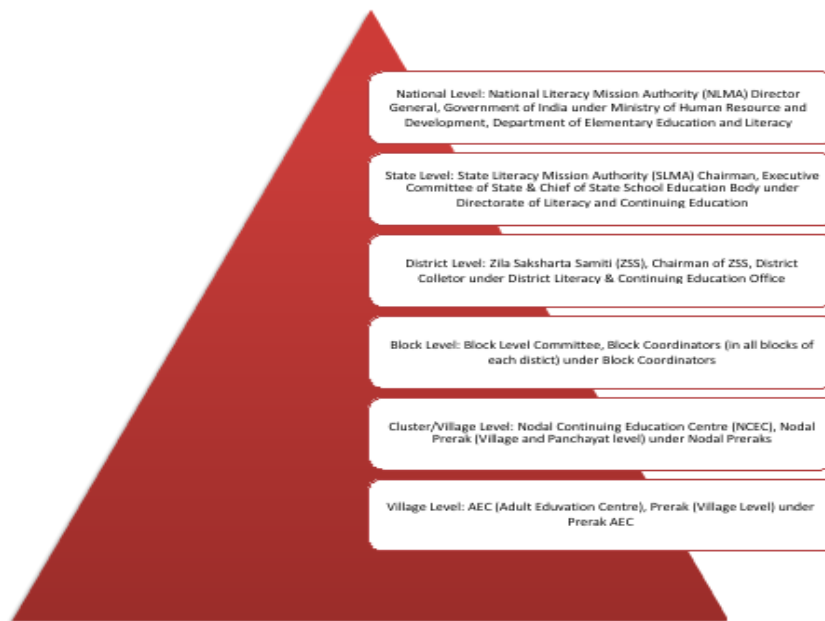 National Level: National Literacy Mission Authority (NLMA) Director
General, Government of India under Ministry of Human Resource and
Development, Department of Elementary Education and Literacy
State Level: State Literacy Mission Authority (SLMA) Chairman, Executive
Committee of State & Chief of State School Education Body under
Directorate of Literacy and Continuing Education
District Level: Zila Saksharta Samiti (ZSS), Chairman of ZSS, District
Colletor under District Literacy & Continuing Education Office
Block Level: Block Level Committee, Block Coordinators (in all blocks of
each distict) under Block Coordinators
Cluster/Village Level: Nodal Continuing Education Centre (NCEC), Nodal
Prerak (Village and Panchayat level) under Nodal Preraks
Village Level: AEC (Adult Eduvation Centre), Prerak (Village Level) under
Prerak AEC